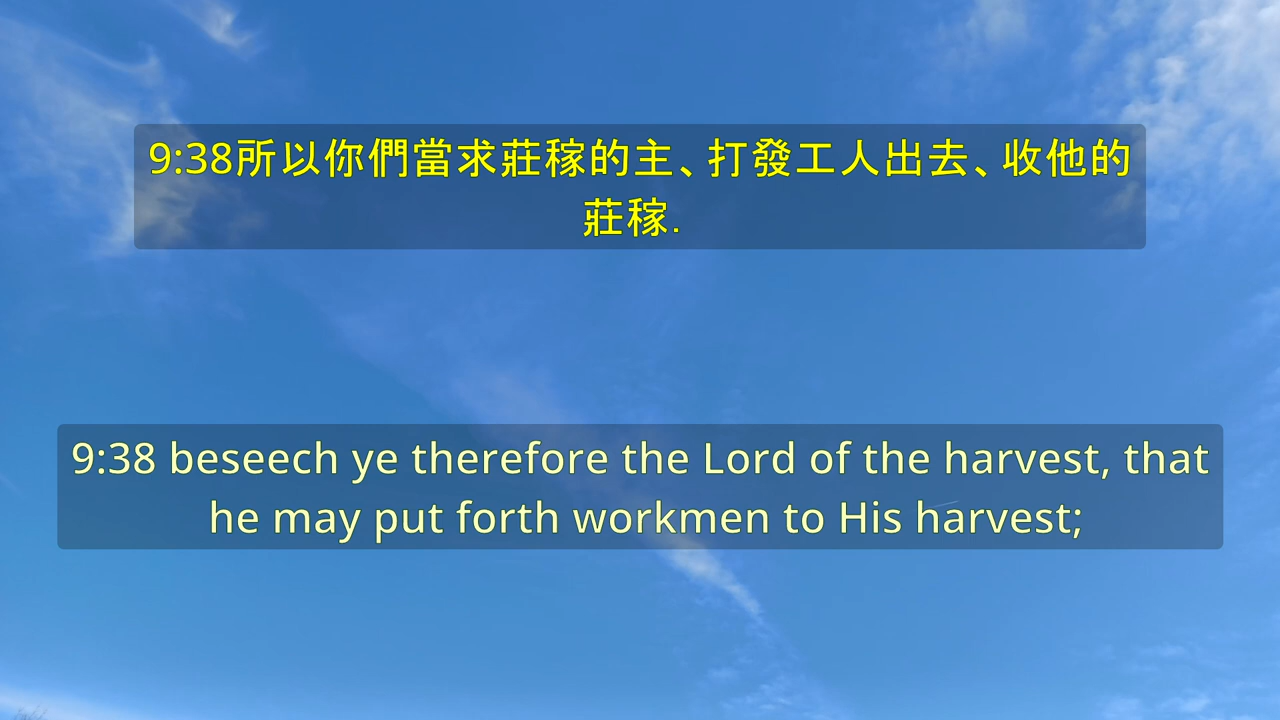 9:38所以你們當求莊稼的主、打發工人出去、收他的
莊稼.
9:38 beseech ye therefore the Lord of the harvest, that
he may put forth workmen to His harvest;